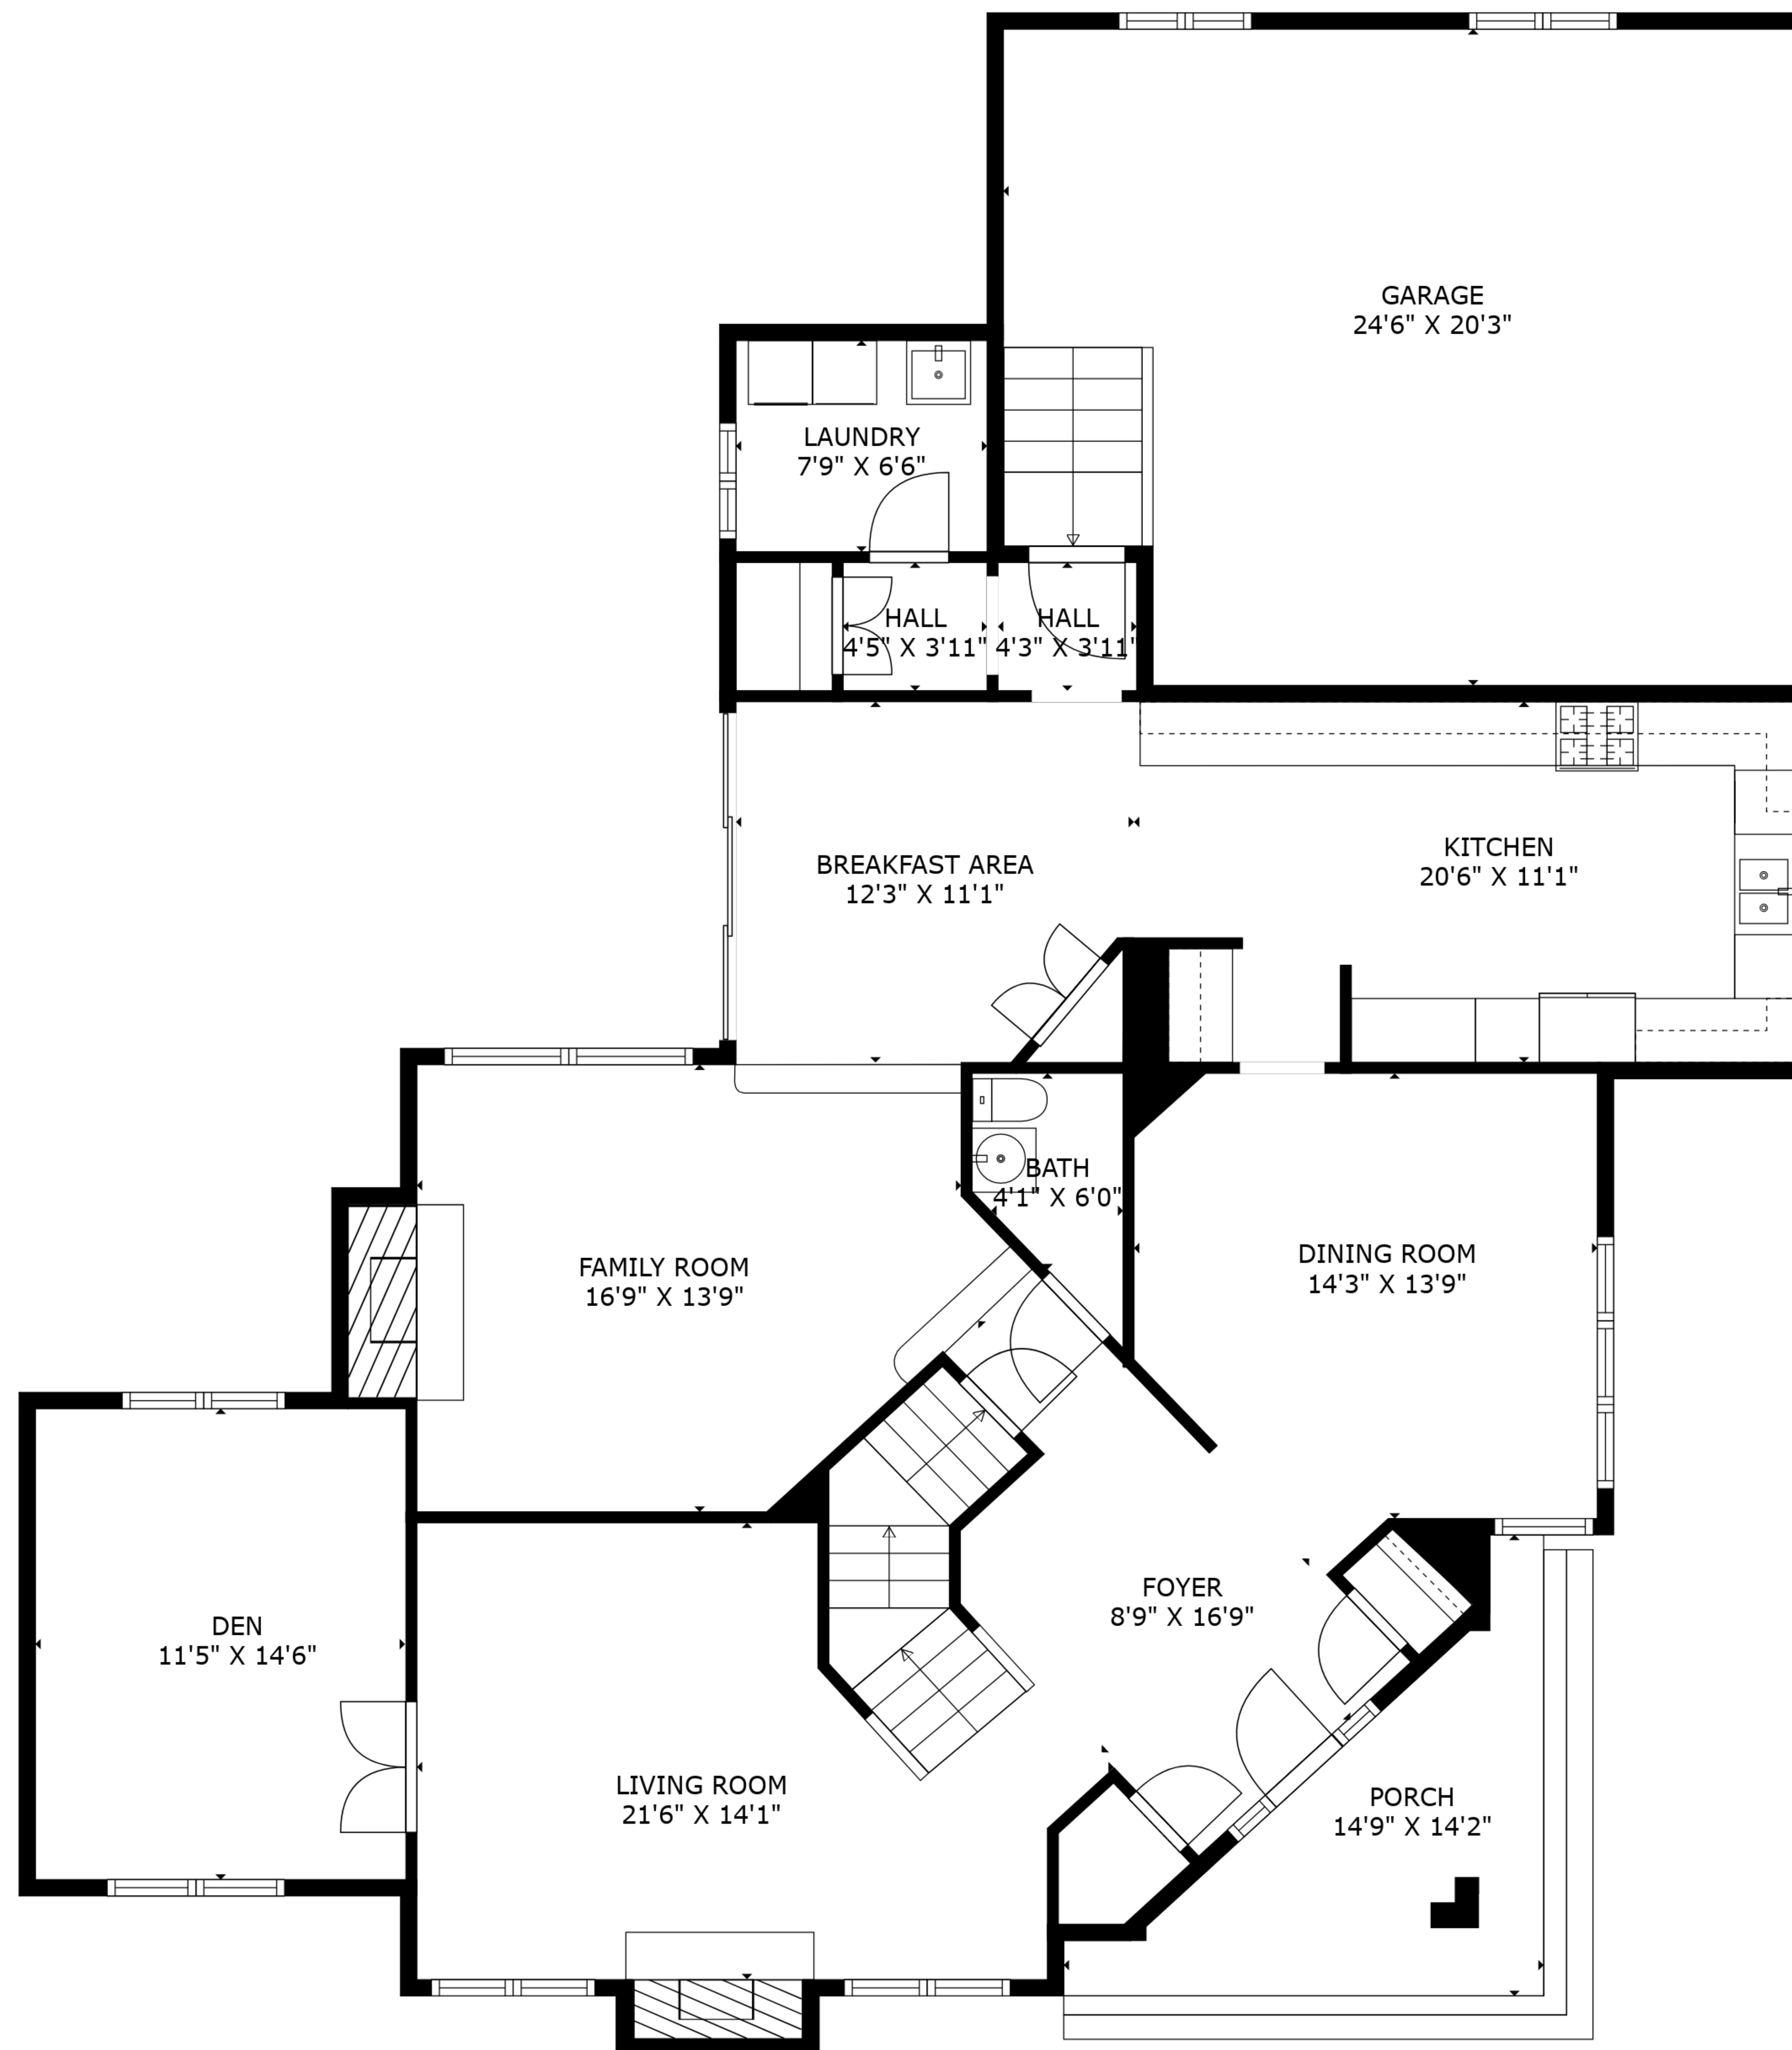 GARAGE
24'6" X 20'3"
LAUNDRY
7'9" X 6'6"
HALL
4'5" X 3'11"
HALL
4'3" X 3'11"
BREAKFAST AREA
12'3" X 11'1"
KITCHEN
20'6" X 11'1"
BATH
4'1" X 6'0"
FAMILY ROOM
16'9" X 13'9"
DINING ROOM
14'3" X 13'9"
DEN
11'5" X 14'6"
FOYER
8'9" X 16'9"
LIVING ROOM
21'6" X 14'1"
PORCH
14'9" X 14'2"